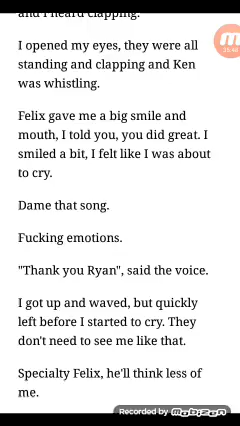 and I heard clapping.
I opened my eyes, they were all
standing and clapping and Ken
was whistling.
Felix gave me a big smile and
mouth, I told you, you did great. I
smiled a bit, I felt like I was about
to cry.
Dame that song.
Fucking emotions.
"Thank you Ryan", said the voice.
I got up and waved, but quickly
left before I started to cry. They
don't need to see me like that.
Specialty Felix, he'll think less of
me.
Recorded by mobizen